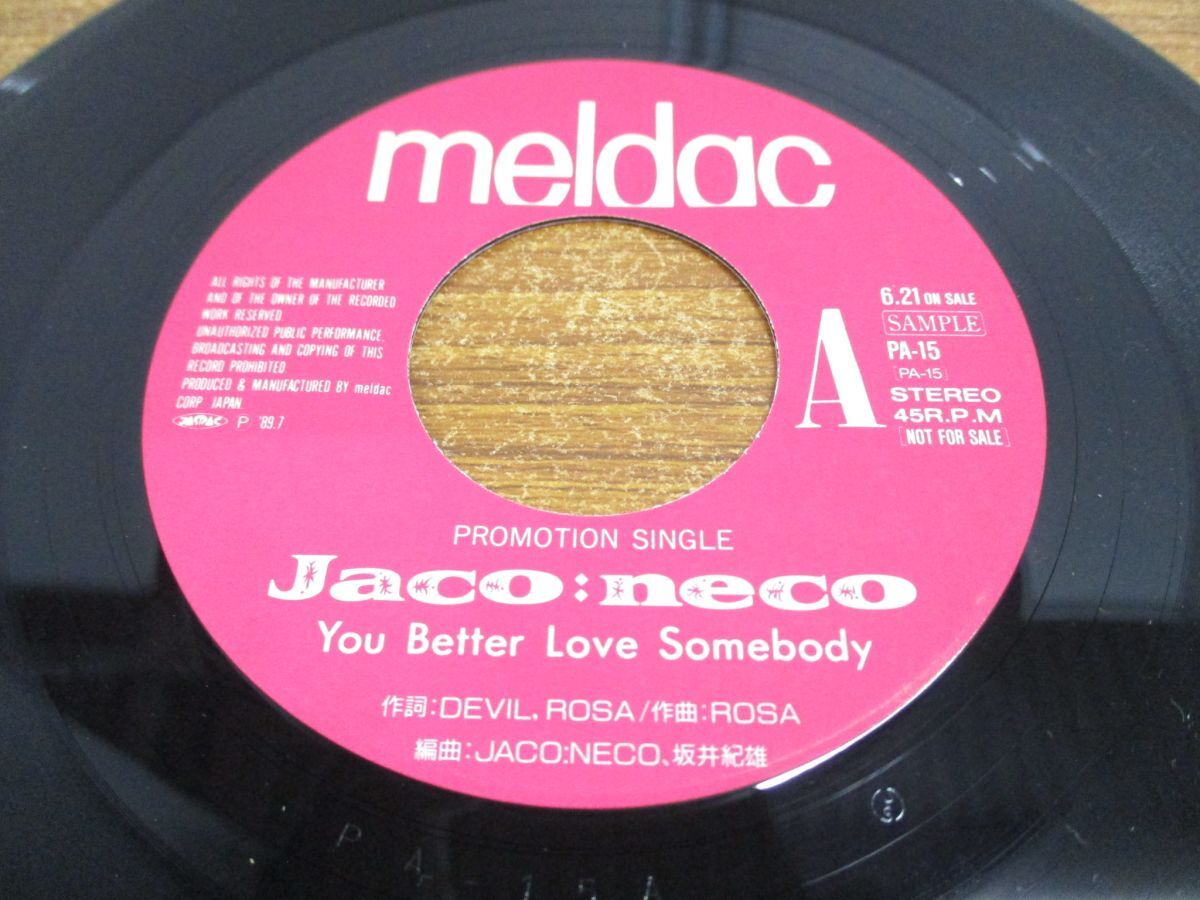 meldac
ALL RIGHTS OF THE MANUFACTURER
AND OF THE OWNER OF THE RECORDED
WORK RESERVED.
UNAUTHORIZED PUBLIC PERFORMANCE,
BROADCASTING AND COPYING OF THIS
RECORD PROHIBITED
PRODUCED & MANUFACTURED BY meldac
CORP. JAPAN.
JASRAC P '89.7
A
6.21 ON SALE
SAMPLE
PA-15
[PA-15]
STEREO
45R.P.M
[NOT FOR SALE]
PROMOTION SINGLE
Jaco:neco
You Better Love Somebody
作詞:DEVIL, ROSA/作曲:ROSA
編曲:JACO:NECO、坂井紀雄
PA-15A